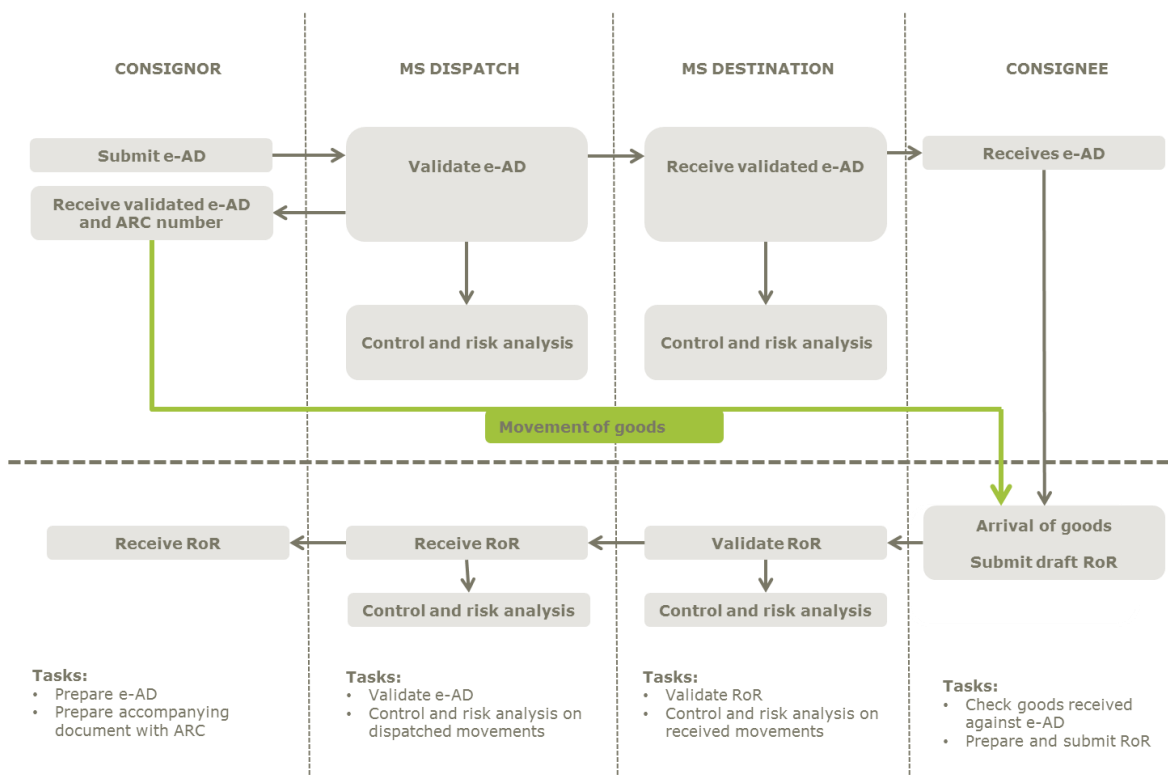 CONSIGNOR
MS DISPATCH
MS DESTINATION
CONSIGNEE
Submit e-AD
Validate e-AD
Receive validated e-AD
Receives e-AD
Receive validated e-AD
and ARC number
Control and risk analysis
Control and risk analysis
Movement of goods
Receive RoR
Receive RoR
Validate RoR
Arrival of goods
Submit draft RoR
Control and risk analysis
Control and risk analysis
Tasks:
• Prepare e-AD
• Prepare accompanying
document with ARC
Tasks:
• Validate e-AD
• Control and risk analysis on
dispatched movements
Tasks:
• Validate RoR
• Control and risk analysis on
received movements
Tasks:
• Check goods received
against e-AD
• Prepare and submit RoR